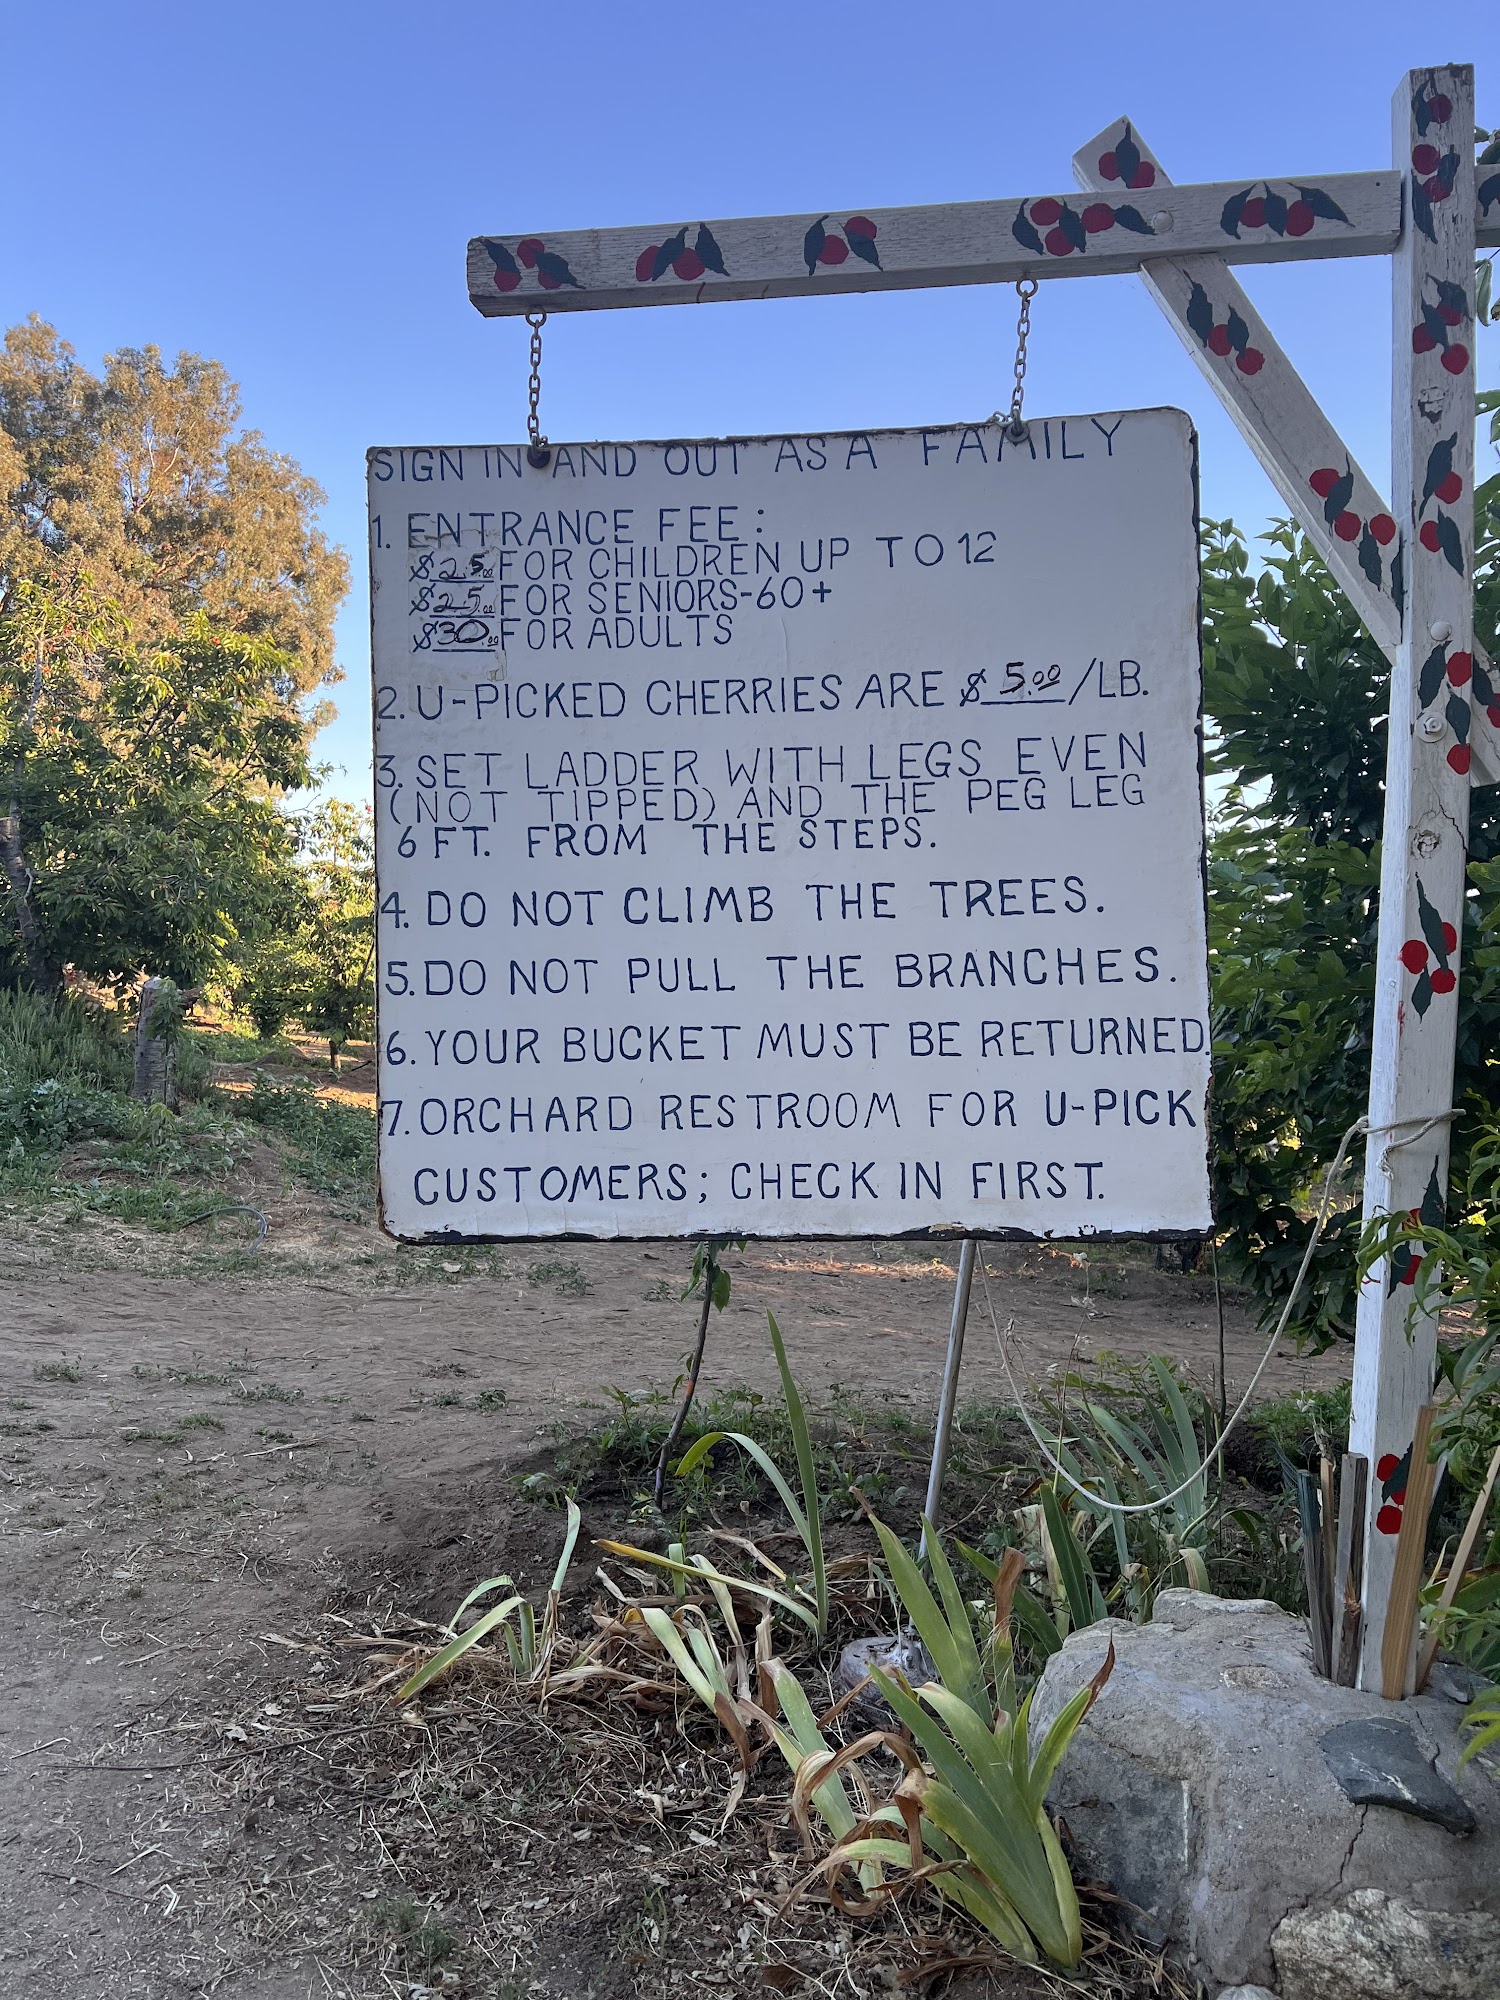 SIGN IN AND OUT AS A FAMILY
1. ENTRANCE FEE:
$25.00 FOR CHILDREN UP TO 12
$25.00 FOR SENIORS-60+
$30.00 FOR ADULTS
2. U-PICKED CHERRIES ARE $5.00/LB.
3. SET LADDER WITH LEGS EVEN
(NOT TIPPED) AND THE PEG LEG
6 FT. FROM THE STEPS.
4. DO NOT CLIMB THE TREES.
5. DO NOT PULL THE BRANCHES.
6. YOUR BUCKET MUST BE RETURNED.
7. ORCHARD RESTROOM FOR U-PICK
CUSTOMERS; CHECK IN FIRST.